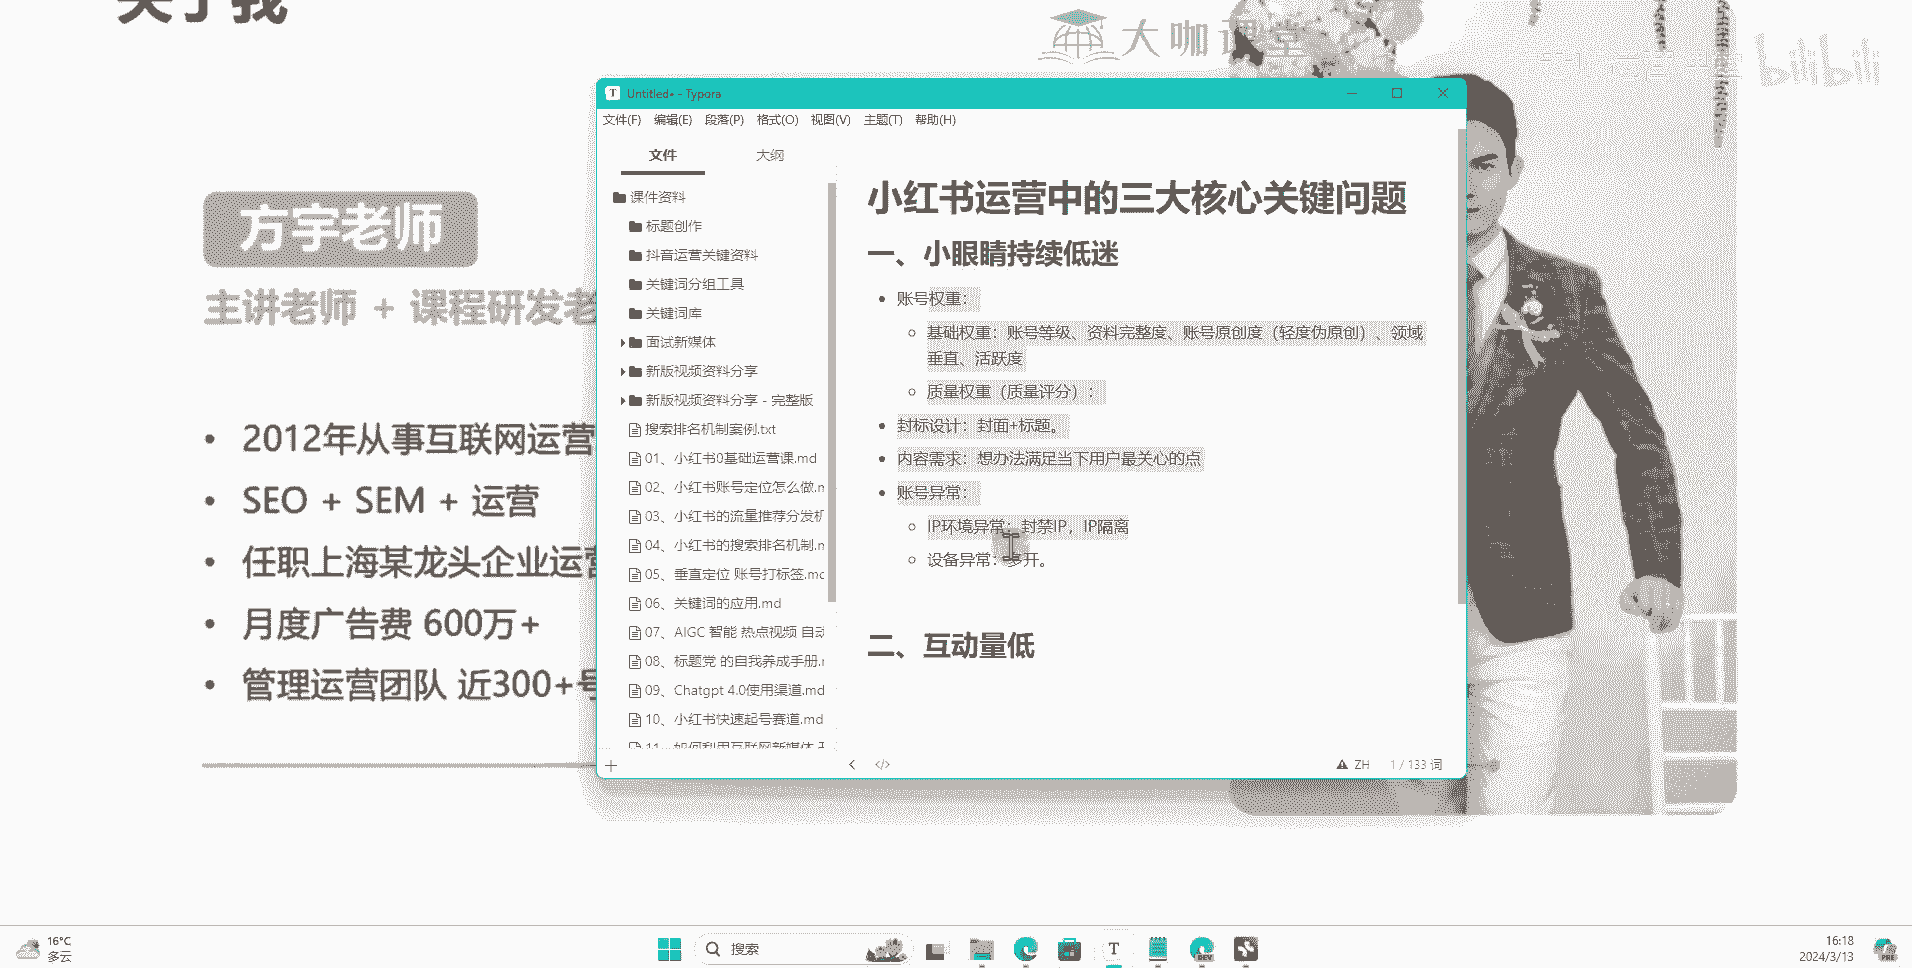 关于我
大咖课堂
bilibili
方宇老师
主讲老师 + 课程研发老
2012年从事互联网运营
SEO + SEM + 运营
任职上海某龙头企业运营
月度广告费 600万+
管理运营团队 近300+号
Untitled• - Typora
文件(F) 编辑(E) 段落(P) 格式(O) 视图(V) 主题(T) 帮助(H)
文件 大纲
课件资料
标题创作
抖音运营关键资料
关键词分组工具
关键词库
面试新媒体
新版视频资料分享
新版视频资料分享 - 完整版
搜索排名机制案例.txt
01、小红书0基础运营课.md
02、小红书账号定位怎么做.m
03、小红书的流量推荐分发机
04、小红书的搜索排名机制.m
05、垂直定位 账号打标签.md
06、关键词的应用.md
07、AIGC 智能 热点视频 自动
08、标题党 的自我养成手册.m
09、Chatgpt 4.0使用渠道.md
10、小红书快速起号赛道.md
11、如何利用互联网新媒体
小红书运营中的三大核心关键问题
一、小眼睛持续低迷
账号权重：
基础权重：账号等级、资料完整度、账号原创度（轻度伪原创）、领域
垂直、活跃度
质量权重（质量评分）：
封标设计：封面+标题。
内容需求：想办法满足当下用户最关心的点
账号异常：
IP环境异常：封禁IP，IP隔离
设备异常：多开。
二、互动量低
ZH 1 / 133 词
16°C
多云
搜索
DEV
16:18
2024/3/13
PRE